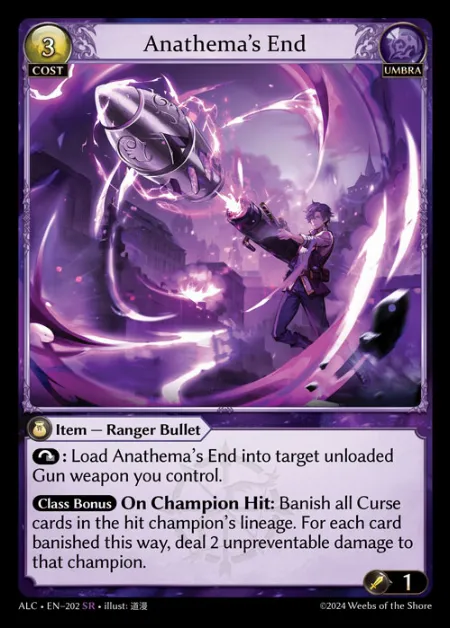 3
COST
Anathema's End
UMBRA
Item — Ranger Bullet
: Load Anathema's End into target unloaded
Gun weapon you control.
Class Bonus On Champion Hit: Banish all Curse
cards in the hit champion's lineage. For each card
banished this way, deal 2 unpreventable damage to
that champion.
1
ALC • EN–202 SR • illust: 道漫
©2024 Weebs of the Shore